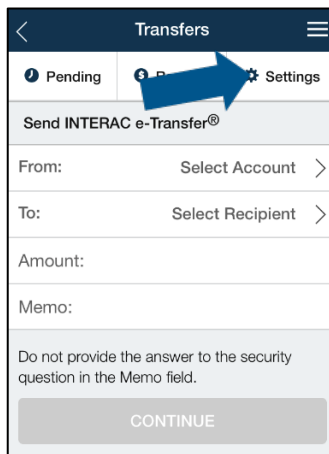 Transfers
Pending
Settings
Send INTERAC e-Transfer®
From: Select Account
To: Select Recipient
Amount:
Memo:
Do not provide the answer to the security
question in the Memo field.
CONTINUE